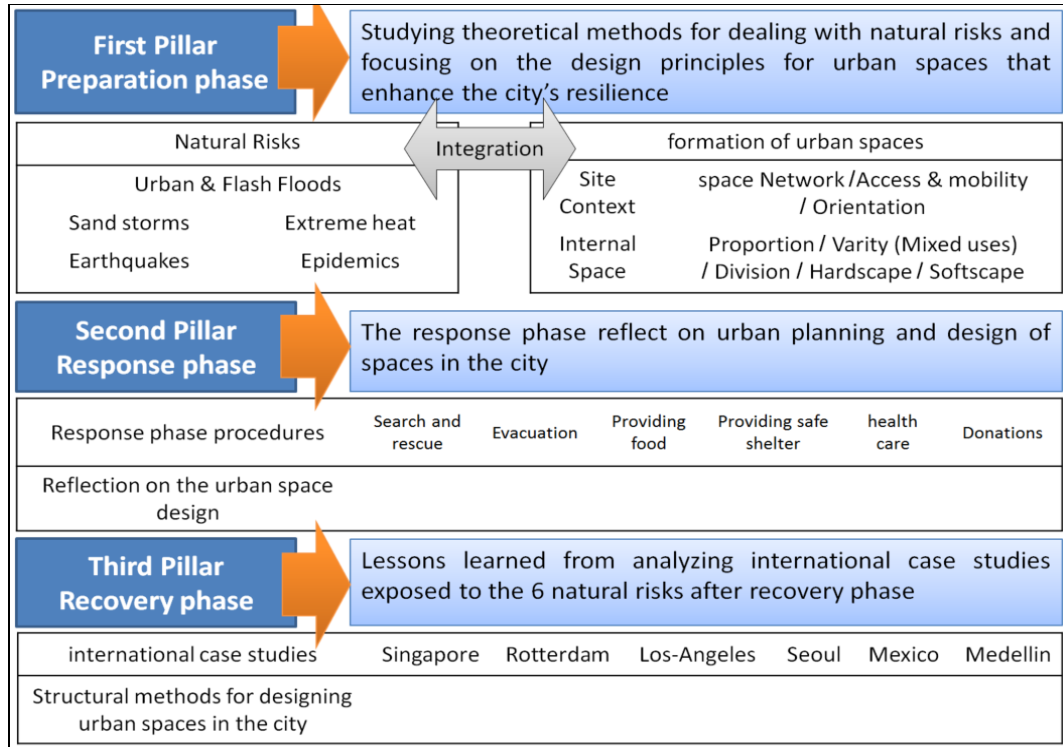 First Pillar
Preparation phase
Studying theoretical methods for dealing with natural risks and
focusing on the design principles for urban spaces that
enhance the city's resilience
Natural Risks
Integration
formation of urban spaces
Urban & Flash Floods
Sand storms
Extreme heat
Earthquakes
Epidemics
Site
Context
space Network /Access & mobility
/ Orientation
Internal
Space
Proportion / Varity (Mixed uses)
/ Division / Hardscape / Softscape
Second Pillar
Response phase
The response phase reflect on urban planning and design of
spaces in the city
Response phase procedures
Search and
rescue
Evacuation
Providing
food
Providing safe
shelter
health
care
Donations
Reflection on the urban space
design
Third Pillar
Recovery phase
Lessons learned from analyzing international case studies
exposed to the 6 natural risks after recovery phase
international case studies
Singapore
Rotterdam
Los-Angeles
Seoul
Mexico
Medellin
Structural methods for designing
urban spaces in the city